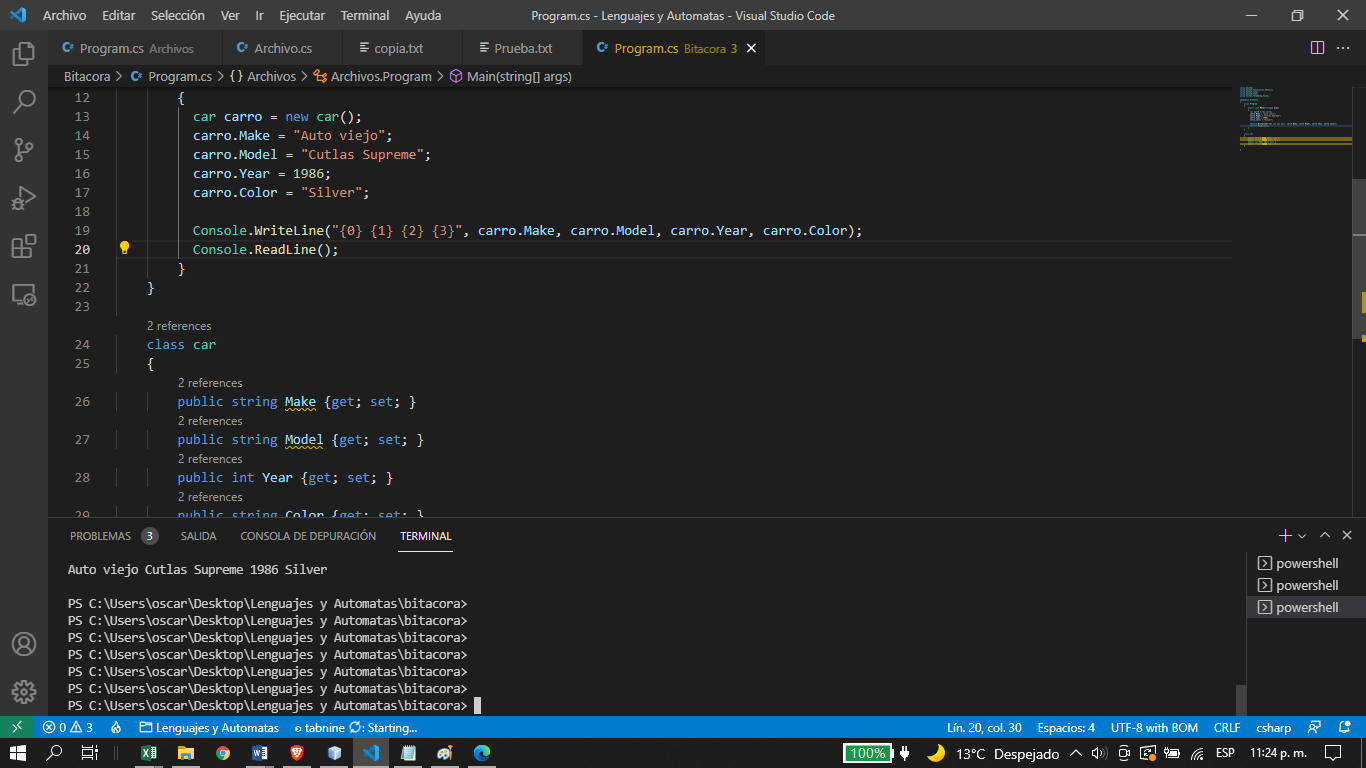 Archivo Editar Selección Ver Ir Ejecutar Terminal Ayuda Program.cs - Lenguajes y Automatas - Visual Studio Code
Program.cs Archivos Archivo.cs copia.txt Prueba.txt Program.cs Bitacora 3
Bitacora > Program.cs > {} Archivos > Archivos.Program > Main(string[] args)
12 {
13 car carro = new car();
14 carro.Make = "Auto viejo";
15 carro.Model = "Cutlas Supreme";
16 carro.Year = 1986;
17 carro.Color = "Silver";
18
19 Console.WriteLine("{0} {1} {2} {3}", carro.Make, carro.Model, carro.Year, carro.Color);
20 Console.ReadLine();
21 }
22 }
23
2 references
24 class car
25 {
2 references
26 public string Make {get; set; }
2 references
27 public string Model {get; set; }
2 references
28 public int Year {get; set; }
2 references
29 public string Color {get; set; }
PROBLEMAS 3 SALIDA CONSOLA DE DEPURACIÓN TERMINAL
Auto viejo Cutlas Supreme 1986 Silver
PS C:\Users\oscar\Desktop\Lenguajes y Automatas\bitacora>
PS C:\Users\oscar\Desktop\Lenguajes y Automatas\bitacora>
PS C:\Users\oscar\Desktop\Lenguajes y Automatas\bitacora>
PS C:\Users\oscar\Desktop\Lenguajes y Automatas\bitacora>
PS C:\Users\oscar\Desktop\Lenguajes y Automatas\bitacora>
PS C:\Users\oscar\Desktop\Lenguajes y Automatas\bitacora>
PS C:\Users\oscar\Desktop\Lenguajes y Automatas\bitacora>
powershell
powershell
powershell
0 3 Lenguajes y Automatas tabnine : Starting... Lín. 20, col. 30 Espacios: 4 UTF-8 with BOM CRLF csharp
100% 13°C Despejado ESP 11:24 p. m.